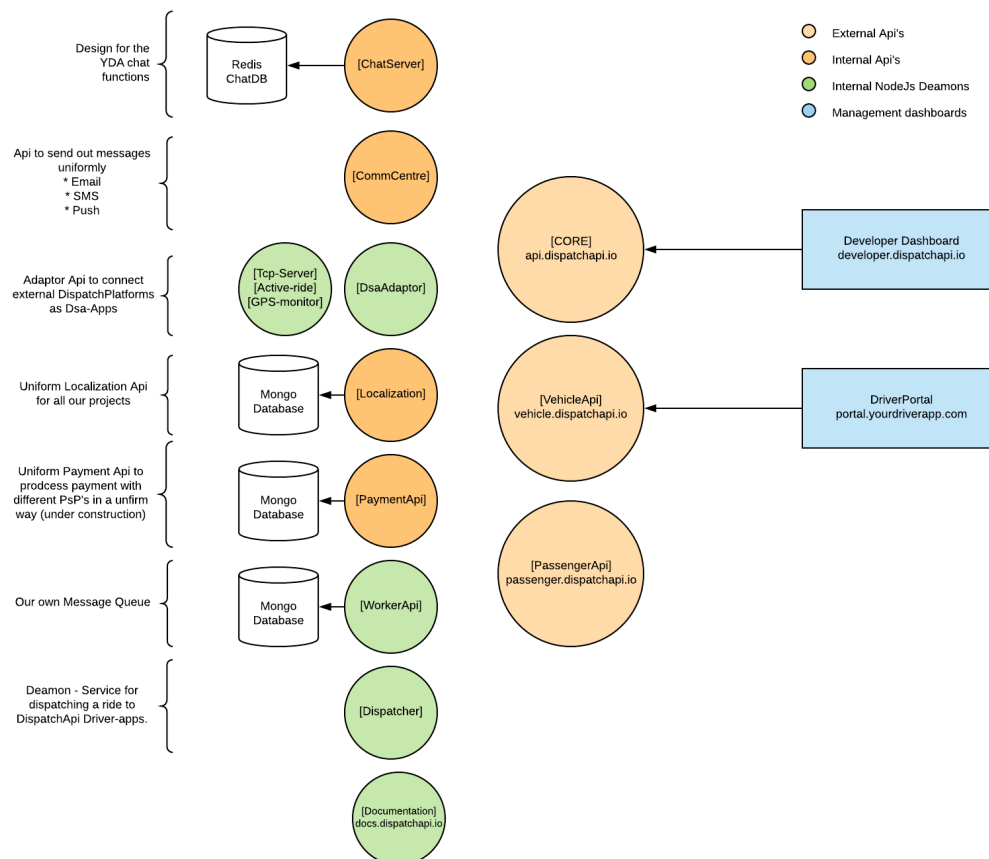 Design for the
YDA chat
functions
Redis
ChatDB
[ChatServer]
External Api's
Internal Api's
Internal NodeJs Deamons
Management dashboards
Api to send out messages
uniformly
* Email
* SMS
* Push
[CommCentre]
[CORE]
api.dispatchapi.io
Developer Dashboard
developer.dispatchapi.io
Adaptor Api to connect
external DispatchPlatforms
as Dsa-Apps
[Tcp-Server]
[Active-ride]
[GPS-monitor]
[DsaAdaptor]
Uniform Localization Api
for all our projects
Mongo
Database
[Localization]
[VehicleApi]
vehicle.dispatchapi.io
DriverPortal
portal.yourdriverapp.com
Uniform Payment Api to
prodcess payment with
different PsP's in a unfirm
way (under construction)
Mongo
Database
[PaymentApi]
[PassengerApi]
passenger.dispatchapi.io
Our own Message Queue
Mongo
Database
[WorkerApi]
Deamon - Service for
dispatching a ride to
DispatchApi Driver-apps.
[Dispatcher]
[Documentation]
docs.dispatchapi.io